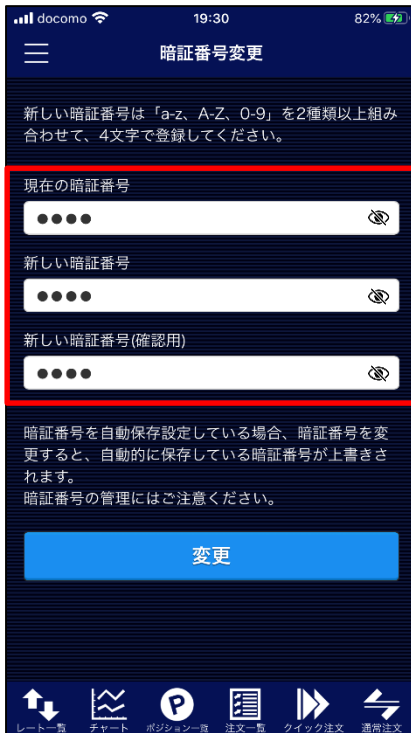 docomo 19:30 82%
暗証番号変更
新しい暗証番号は「a-z、A-Z、0-9」を2種類以上組み
合わせて、4文字で登録してください。
現在の暗証番号
●●●●
新しい暗証番号
●●●●
新しい暗証番号(確認用)
●●●●
暗証番号を自動保存設定している場合、暗証番号を変
更すると、自動的に保存している暗証番号が上書きさ
れます。
暗証番号の管理にはご注意ください。
変更
P
レート一覧 チャート ポジション一覧 注文一覧 クイック注文 通常注文